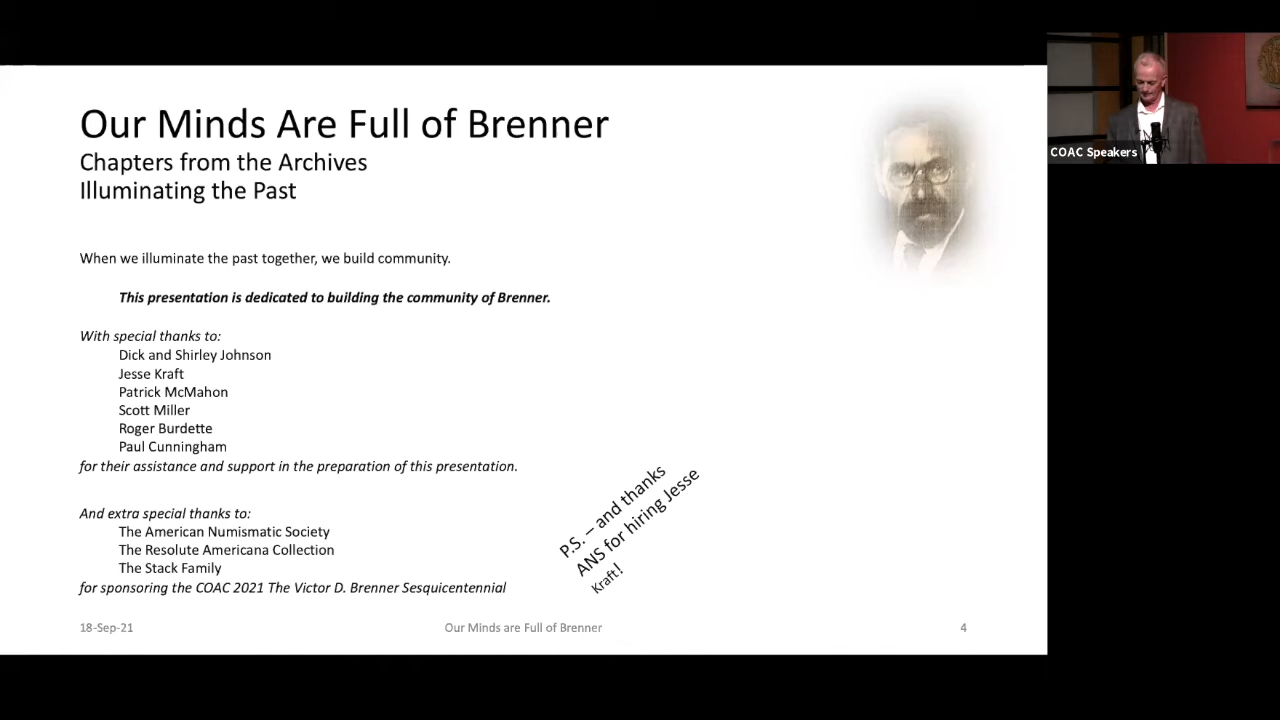 Our Minds Are Full of Brenner
Chapters from the Archives
Illuminating the Past
COAC Speakers
When we illuminate the past together, we build community.
This presentation is dedicated to building the community of Brenner.
With special thanks to:
Dick and Shirley Johnson
Jesse Kraft
Patrick McMahon
Scott Miller
Roger Burdette
Paul Cunningham
for their assistance and support in the preparation of this presentation.
And extra special thanks to:
The American Numismatic Society
The Resolute Americana Collection
The Stack Family
for sponsoring the COAC 2021 The Victor D. Brenner Sesquicentennial
P.S. – and thanks
ANS for hiring Jesse
Kraft!
18-Sep-21
Our Minds are Full of Brenner
4